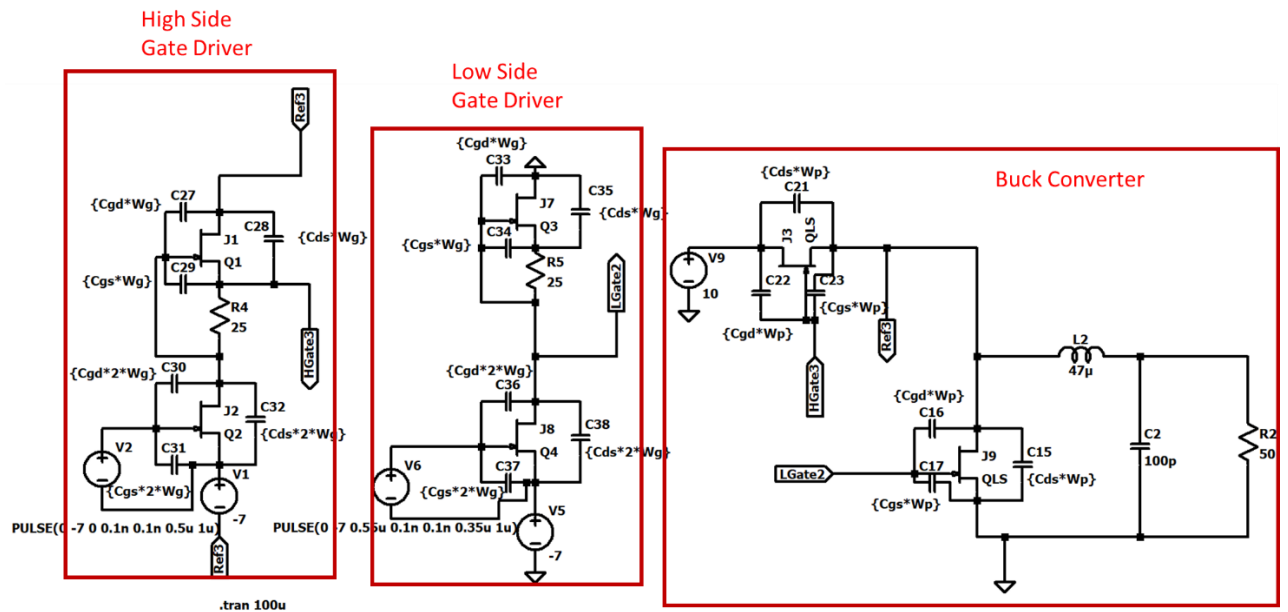 High Side
Gate Driver
Ref3
{Cgd*Wg}
C27
C28
{Cds*Wg}
J1
Q1
C29
{Cgs*Wg}
R4
25
HGate3
{Cgd*2*Wg}
C30
J2
Q2
C32
{Cds*2*Wg}
V2
C31
{Cgs*2*Wg}
V1
-7
PULSE(0 -7 0 0.1n 0.1n 0.5u 1u)
Ref3
.tran 100u
Low Side
Gate Driver
{Cgd*Wg}
C33
C35
{Cds*Wg}
J7
Q3
C34
{Cgs*Wg}
R5
25
LGate2
{Cgd*2*Wg}
C36
J8
Q4
C38
{Cds*2*Wg}
V6
C37
{Cgs*2*Wg}
V5
-7
PULSE(0 -7 0.55u 0.1n 0.1n 0.35u 1u)
Buck Converter
{Cds*Wp}
C21
J3
QLS
V9
10
C22
C23
{Cgs*Wp}
{Cgd*Wp}
HGate3
Ref3
L2
47µ
{Cgd*Wp}
C16
J9
QLS
C15
{Cds*Wp}
C17
{Cgs*Wp}
LGate2
C2
100p
R2
50